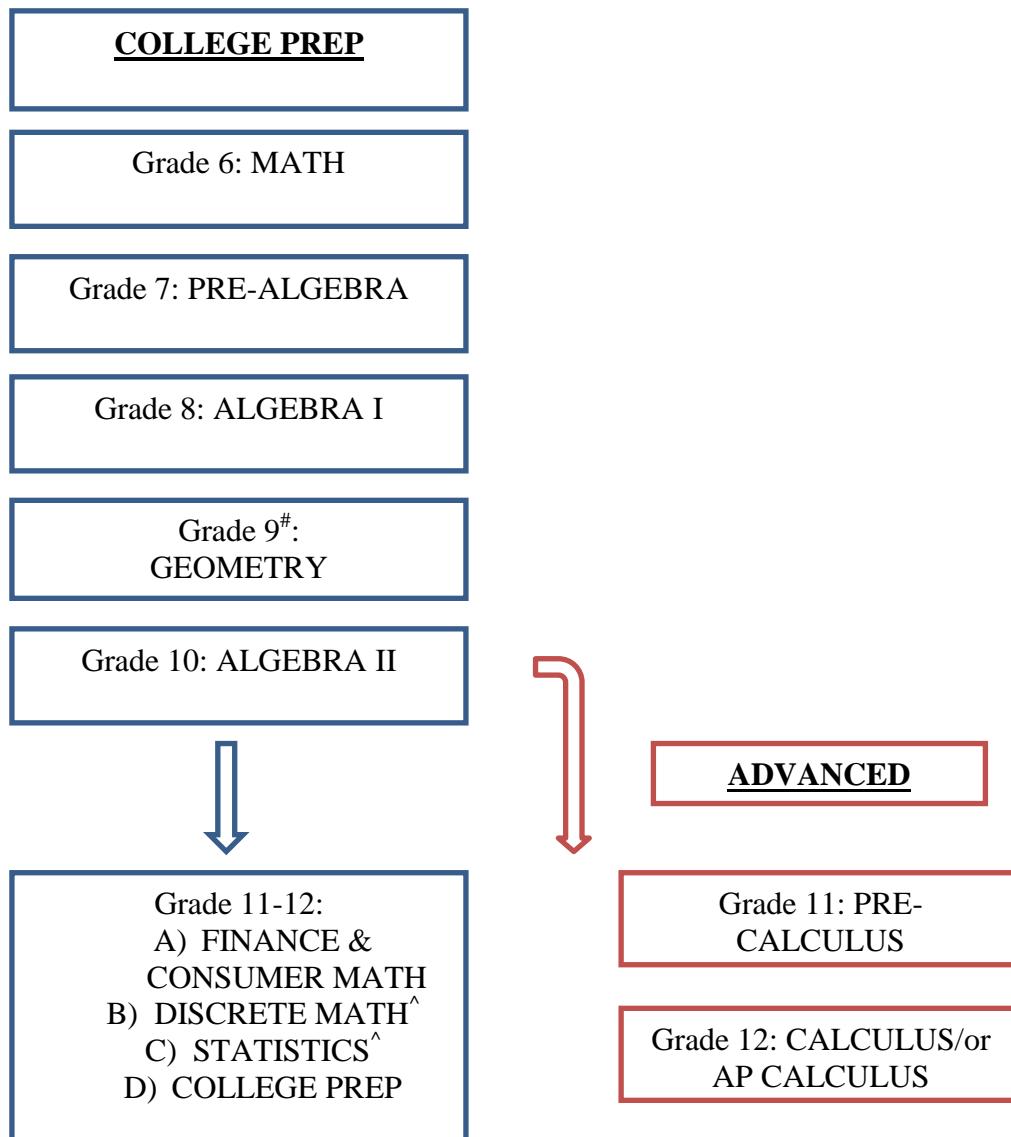 COLLEGE PREP
Grade 6: MATH
Grade 7: PRE-ALGEBRA
Grade 8: ALGEBRA I
Grade 9#:
GEOMETRY
Grade 10: ALGEBRA II
ADVANCED
Grade 11-12:
A) FINANCE &
CONSUMER MATH
B) DISCRETE MATH^
C) STATISTICS^
D) COLLEGE PREP
Grade 11: PRE-
CALCULUS
Grade 12: CALCULUS/or
AP CALCULUS